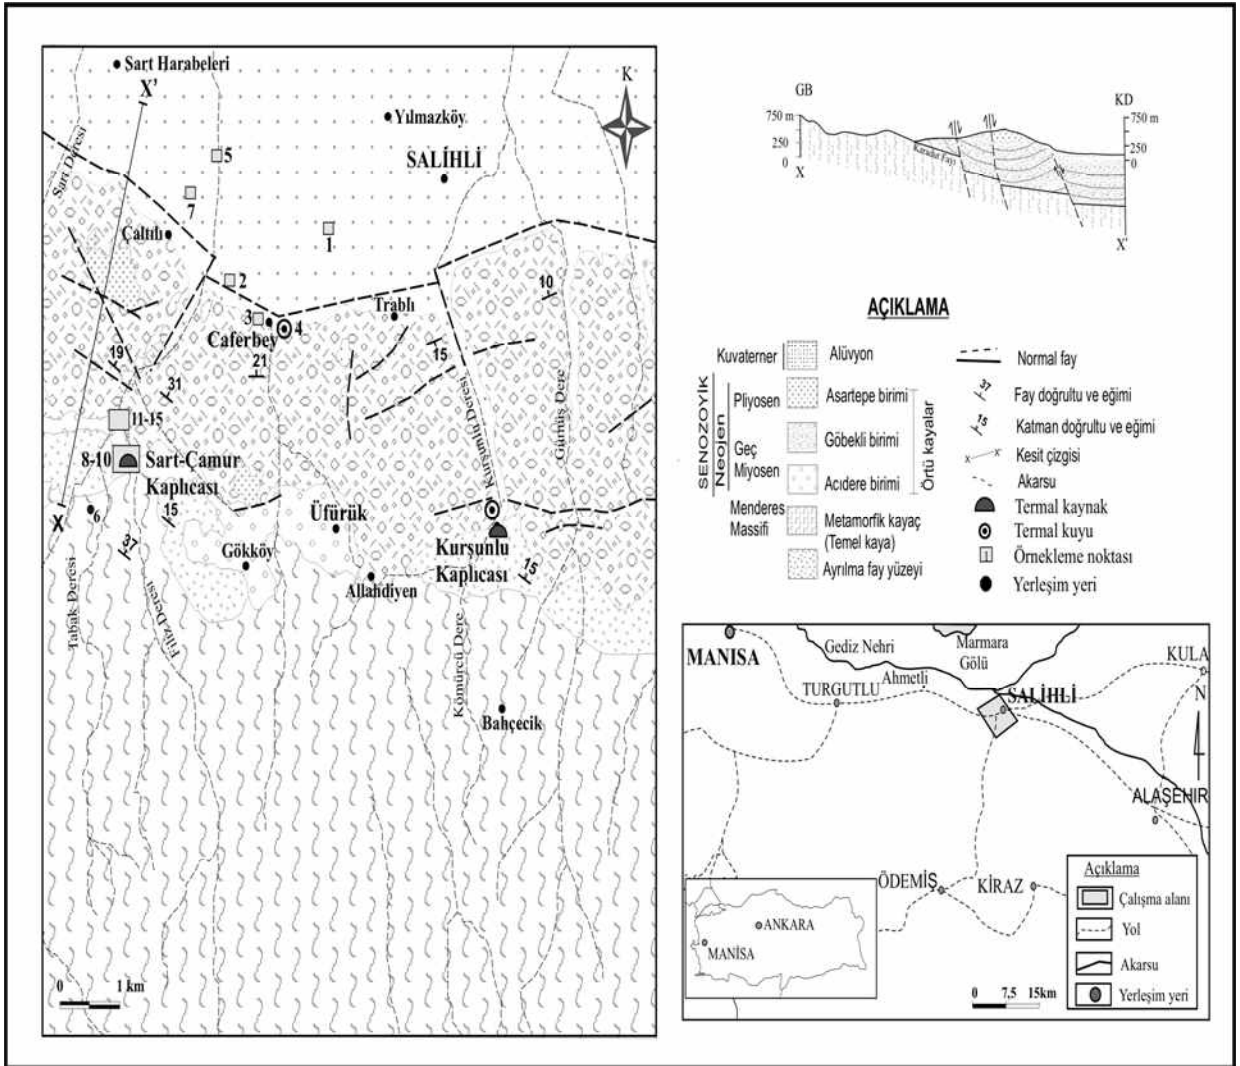 Sart Harabeleri
X'
K
Yılmazköy
Sart Deresi
5
SALİHLİ
7
1
Çaltılı
2
10
Trablı
3
4
Caferbey
21
15
19
31
Kurşunlu Deresi
Gümüş Dere
11-15
8-10
Sart-Çamur
Kaplıcası
X
6
15
Üfürük
37
Gökköy
Kurşunlu
Kaplıcası
15
Allahdiyen
Tabak Deresi
Filiz Deresi
Kömürcü Dere
Bahçecik
0 1 km
GB
KD
750 m
250
0
X
Karadut Fayı
750 m
250
0
X'
AÇIKLAMA
SENOZOYİK
Neojen
Kuvaterner
Alüvyon
Pliyosen
Asartepe birimi
Geç
Miyosen
Göbekli birimi
Acıdere birimi
Örtü kayalar
Menderes
Massifi
Metamorfik kayaç
(Temel kaya)
Ayrılma fay yüzeyi
Normal fay
37
Fay doğrultu ve eğimi
15
Katman doğrultu ve eğimi
X X'
Kesit çizgisi
Akarsu
Termal kaynak
Termal kuyu
1
Örnekleme noktası
Yerleşim yeri
MANISA
Gediz Nehri
Marmara
Gölü
KULA
Ahmetli
TURGUTLU
SALİHLİ
N
ALAŞEHIR
ÖDEMİŞ
KİRAZ
ANKARA
MANİSA
0 7,5 15km
Açıklama
Çalışma alanı
Yol
Akarsu
Yerleşim yeri